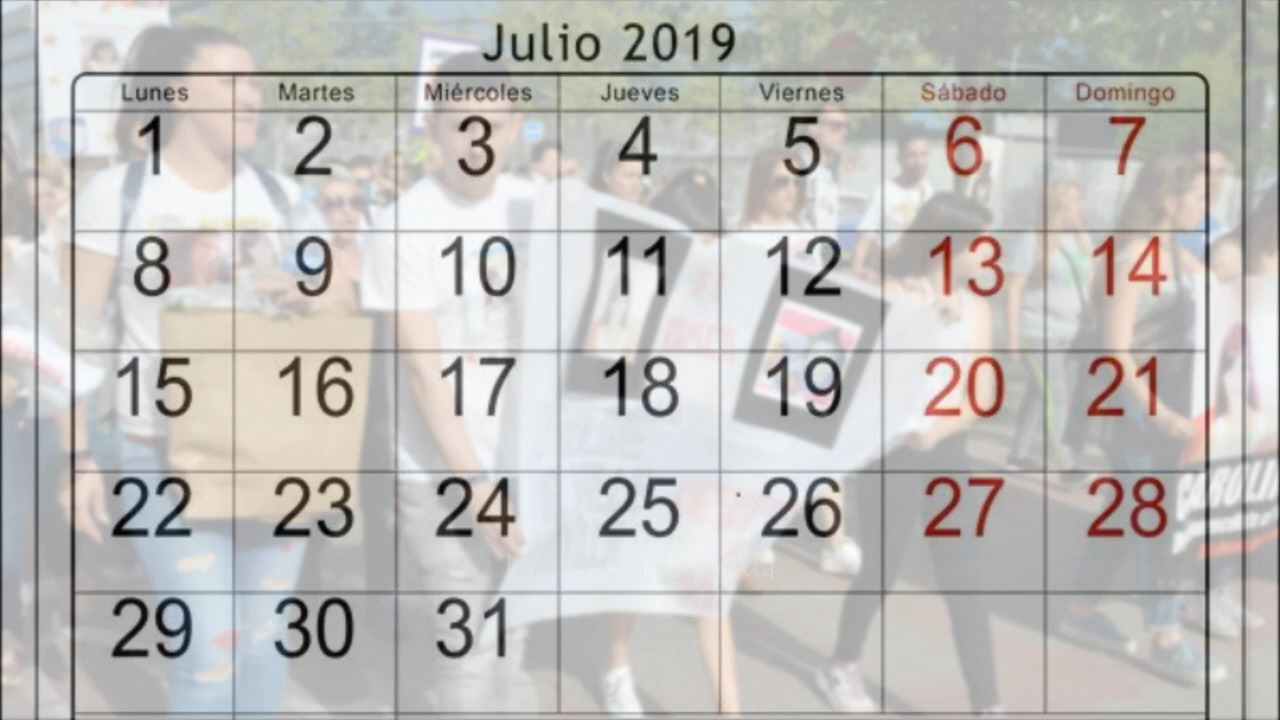 Julio 2019
Lunes Martes Miércoles Jueves Viernes Sábado Domingo
1 2 3 4 5 6 7
8 9 10 11 12 13 14
15 16 17 18 19 20 21
22 23 24 25 26 27 28
29 30 31